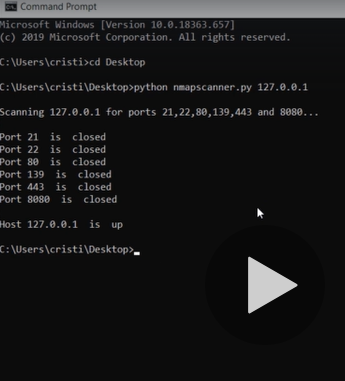 Command Prompt
Microsoft Windows [Version 10.0.18363.657]
(c) 2019 Microsoft Corporation. All rights reserved.
C:\Users\cristi>cd Desktop
C:\Users\cristi\Desktop>python nmapscanner.py 127.0.0.1
Scanning 127.0.0.1 for ports 21,22,80,139,443 and 8080...
Port 21  is  closed
Port 22  is  closed
Port 80  is  closed
Port 139  is  closed
Port 443  is  closed
Port 8080  is  closed
Host 127.0.0.1  is  up
C:\Users\cristi\Desktop>